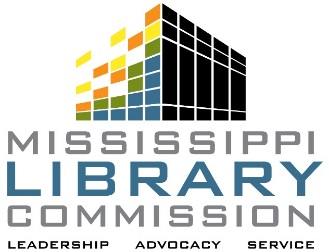 MISSISSIPPI
LIBRARY
COMMISSION
LEADERSHIP ADVOCACY SERVICE